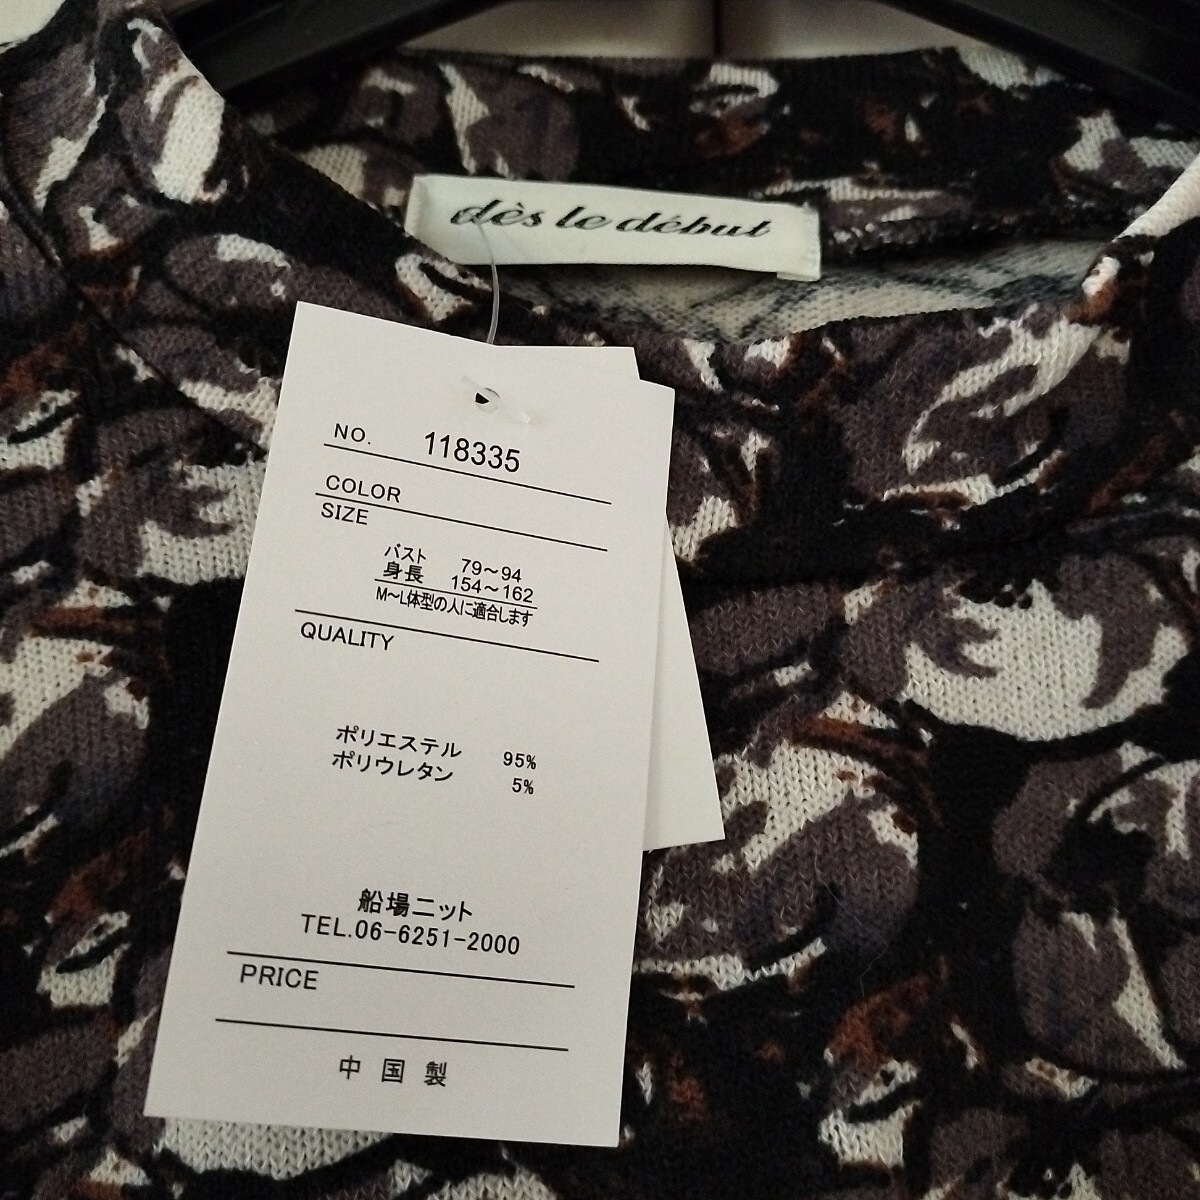 dès le début
NO. 118335
COLOR
SIZE
バスト 79～94
身長 154～162
M～L体型の人に適合します
QUALITY
ポリエステル 95%
ポリウレタン 5%
船場ニット
TEL.06-6251-2000
PRICE
中国製